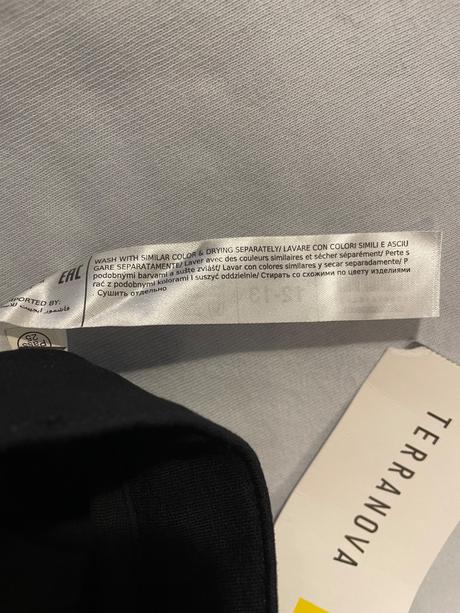 WASH WITH SIMILAR COLOR & DRYING SEPARATELY/ LAVARE CON COLORI SIMILI E ASCIU
GARE SEPARATAMENTE/ Laver avec des couleurs similaires et sécher séparément/ Perte s
podobnými barvami a sušte zvlášť/ Lavar con colores similares y secar separadamente/ P
rać z podobnymi kolorami i suszyć oddzielnie/ Стирать со схожими по цвету изделиями
. Сушить отдельно
EAC
PORTED BY:
TERRANOVA